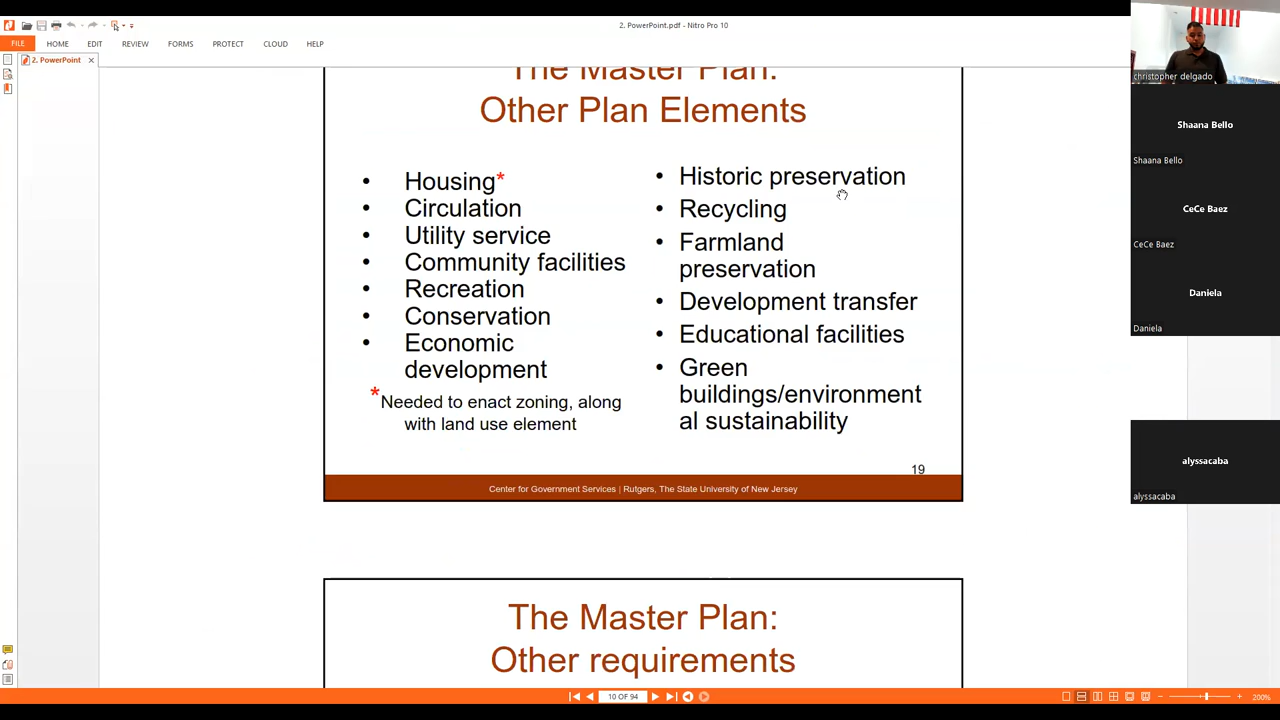 2. PowerPoint.pdf - Nitro Pro 10
FILE HOME EDIT REVIEW FORMS PROTECT CLOUD HELP
2. PowerPoint
The Master Plan:
Other Plan Elements
• Housing*
• Circulation
• Utility service
• Community facilities
• Recreation
• Conservation
• Economic
development
*Needed to enact zoning, along
with land use element
• Historic preservation
• Recycling
• Farmland
preservation
• Development transfer
• Educational facilities
• Green
buildings/environment
al sustainability
19
Center for Government Services | Rutgers, The State University of New Jersey
The Master Plan:
Other requirements
10 OF 94
200%
christopher delgado
Shaana Bello
Shaana Bello
CeCe Baez
CeCe Baez
Daniela
Daniela
alyssacaba
alyssacaba